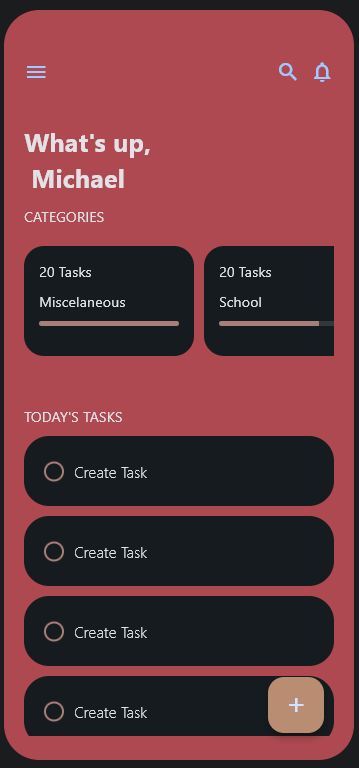 What's up,
Michael
CATEGORIES
20 Tasks
Miscelaneous
20 Tasks
School
TODAY'S TASKS
Create Task
Create Task
Create Task
Create Task
+